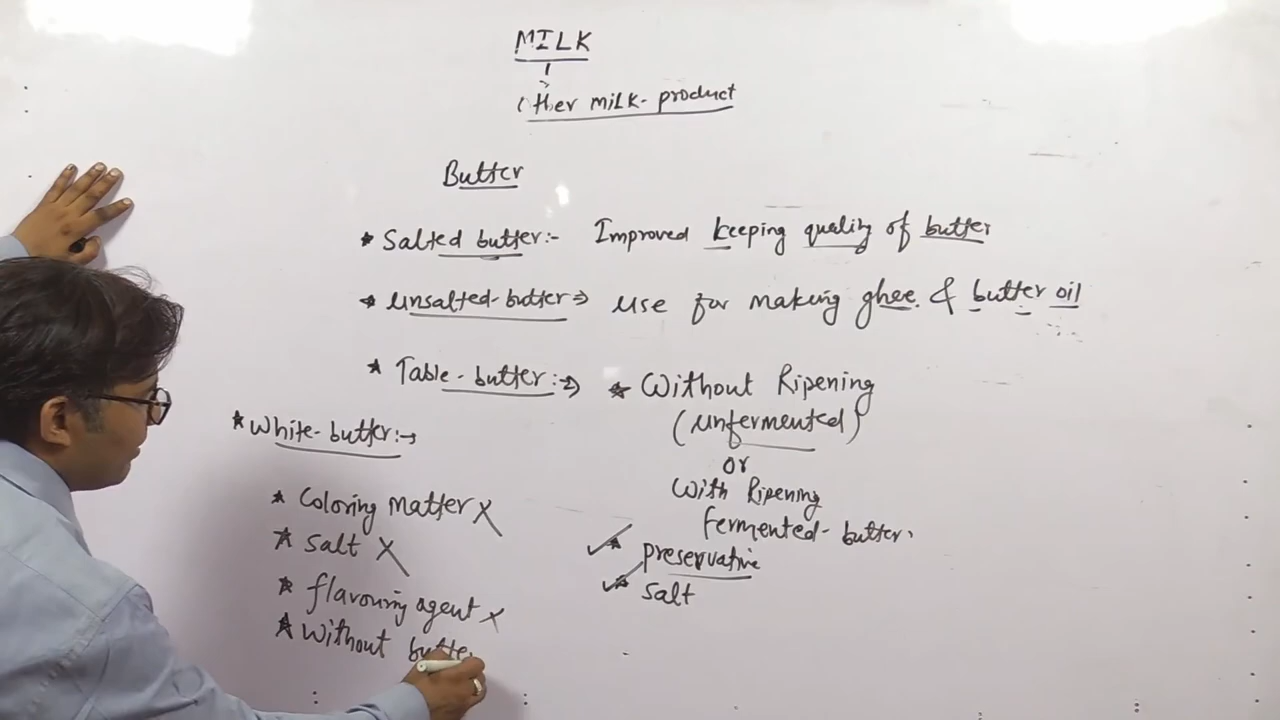 MILK
Other milk-product
Butter
* Salted butter:- Improved keeping quality of butter
* Unsalted-butter⇒ use for making ghee & butter oil
* Table-butter:⇒ * Without Ripening
(unfermented)
or
With Ripening
fermented-butter.
* White-butter:→
* Coloring matter X
* Salt X
* flavouring agent X
* Without butte
✓* preservative
✓* Salt